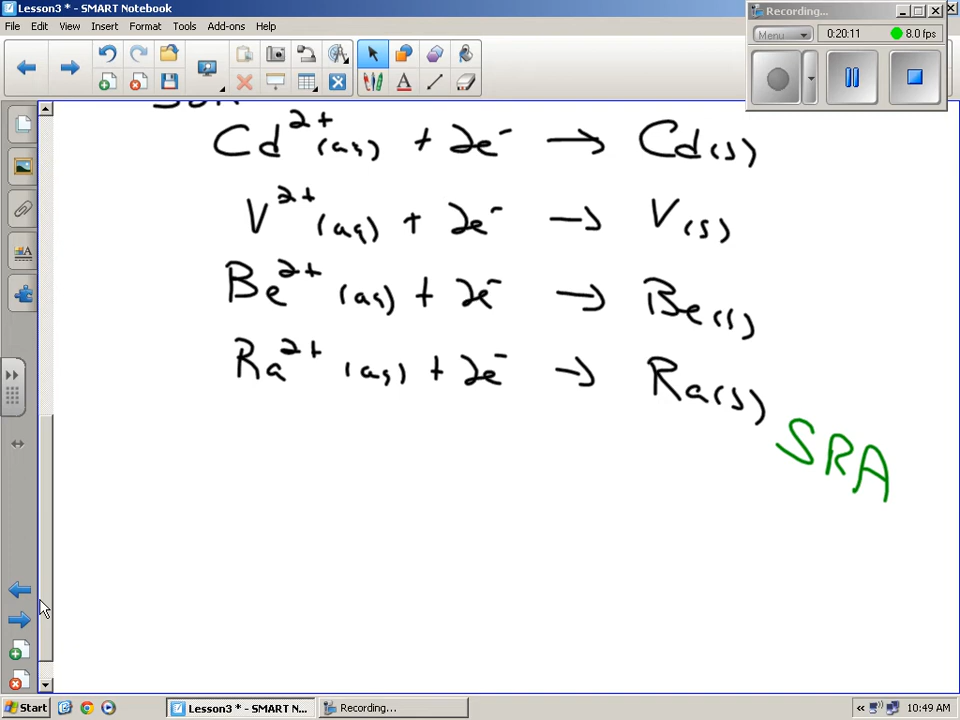 Lesson3 * - SMART Notebook
Recording...
File Edit View Insert Format Tools Add-ons Help
Menu
0:20:11
8.0 fps
Cd²⁺(aq) + 2e⁻ → Cd(s)
V²⁺(aq) + 2e⁻ → V(s)
Be²⁺(aq) + 2e⁻ → Be(s)
Ra²⁺(aq) + 2e⁻ → Ra(s)
SRA
Start
Lesson3 * - SMART N...
Recording...
10:49 AM